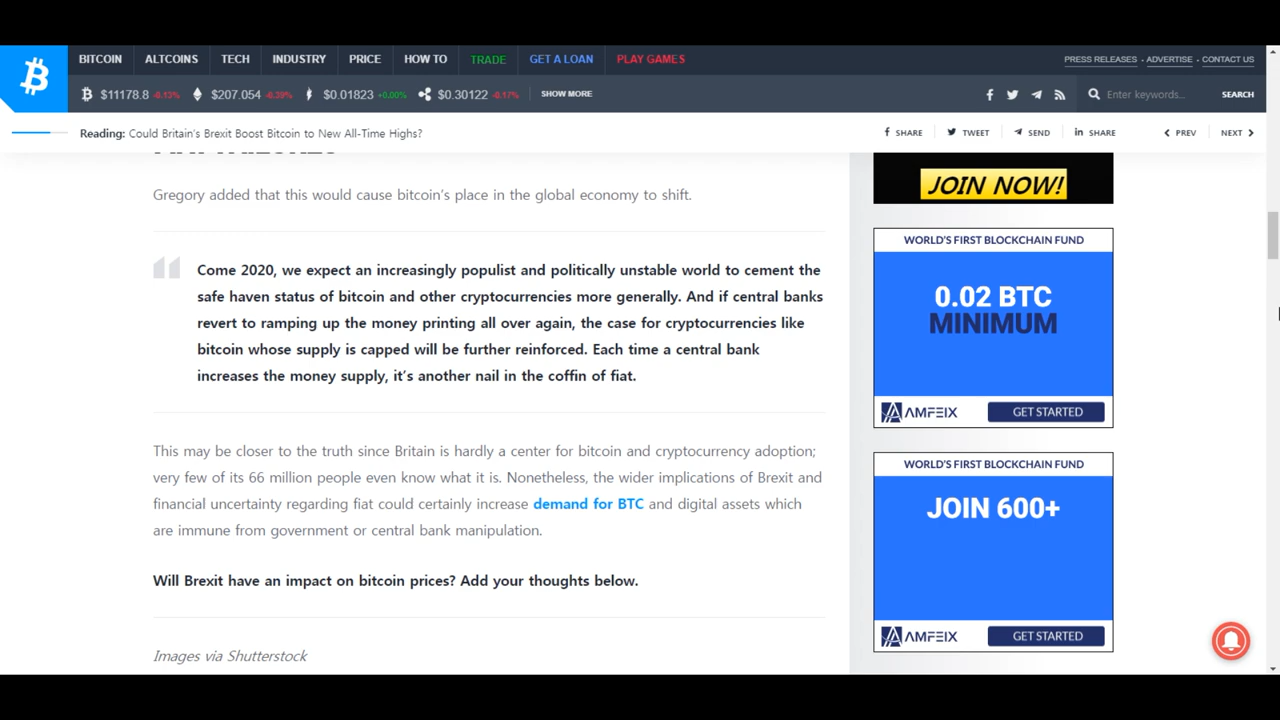 BITCOIN ALTCOINS TECH INDUSTRY PRICE HOW TO TRADE GET A LOAN PLAY GAMES PRESS RELEASES - ADVERTISE - CONTACT US
$11178.8 -8.13% $207.054 $0.01823 +0.00% $0.30122 SHOW MORE Enter keywords... SEARCH
Reading: Could Britain's Brexit Boost Bitcoin to New All-Time Highs? SHARE TWEET SEND SHARE PREV NEXT
Gregory added that this would cause bitcoin's place in the global economy to shift.
Come 2020, we expect an increasingly populist and politically unstable world to cement the
safe haven status of bitcoin and other cryptocurrencies more generally. And if central banks
revert to ramping up the money printing all over again, the case for cryptocurrencies like
bitcoin whose supply is capped will be further reinforced. Each time a central bank
increases the money supply, it's another nail in the coffin of fiat.
This may be closer to the truth since Britain is hardly a center for bitcoin and cryptocurrency adoption;
very few of its 66 million people even know what it is. Nonetheless, the wider implications of Brexit and
financial uncertainty regarding fiat could certainly increase demand for BTC and digital assets which
are immune from government or central bank manipulation.
Will Brexit have an impact on bitcoin prices? Add your thoughts below.
Images via Shutterstock
JOIN NOW!
WORLD'S FIRST BLOCKCHAIN FUND
0.02 BTC
MINIMUM
AMFEIX GET STARTED
WORLD'S FIRST BLOCKCHAIN FUND
JOIN 600+
AMFEIX GET STARTED